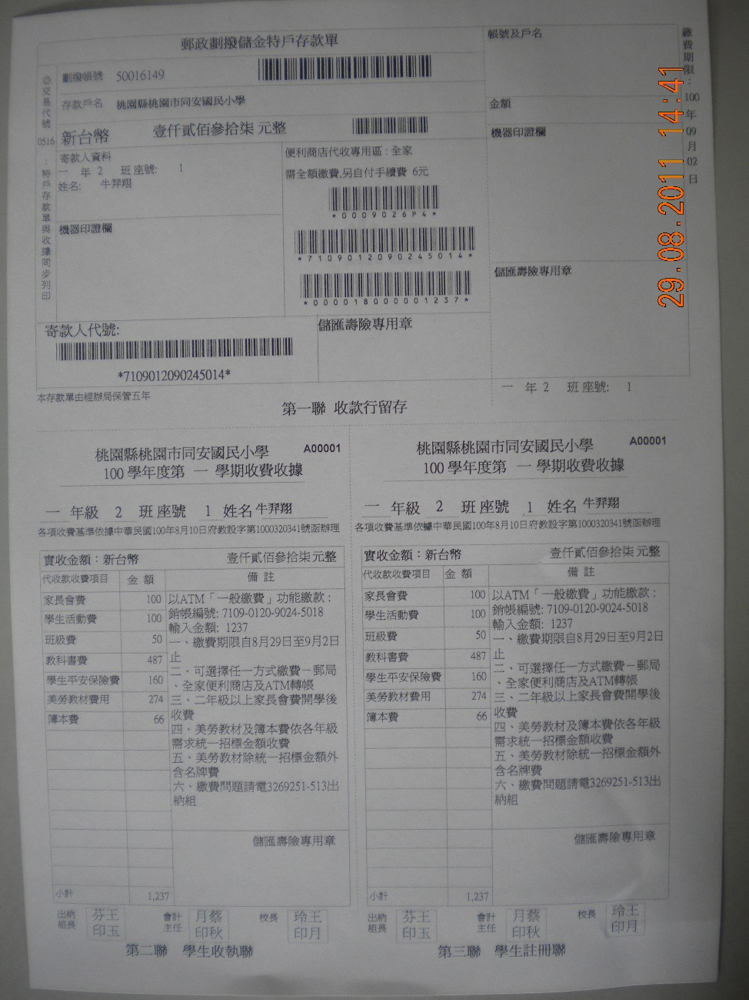 郵政劃撥儲金特戶存款單
劃撥帳號 50016149
存款戶名 桃園縣桃園市同安國民小學
新台幣 壹仟貳佰參拾柒 元整
寄款人資料
一 年 2 班 座號: 1
姓名: 牛羿翔
機器印證欄
◎交易代號 0516 : 特戶存款單與收據同步列印
便利商店代收專用區 : 全家
需全額繳費,另自付手續費 6元
*0009026P4*
*7109012090245014*
*000018000001237*
寄款人代號:
*7109012090245014*
儲匯壽險專用章
帳號及戶名
金額
機器印證欄
儲匯壽險專用章
繳費期限 : 100 年 09 月 02 日
29.08.2011 14:41
一 年 2 班 座號: 1
本存款單由經辦局保管五年
第一聯 收款行留存
桃園縣桃園市同安國民小學 A00001
100 學年度第 一 學期收費收據
一 年級 2 班 座號 1 姓名 牛羿翔
各項收費基準依據中華民國100年8月10日府教設字第1000320341號函辦理
實收金額：新台幣 壹仟貳佰參拾柒 元整
代收款收費項目 金 額 備 註
家長會費 100
學生活動費 100
班級費 50
教科書費 487
學生平安保險費 160
美勞教材費用 274
簿本費 66
以ATM「一般繳費」功能繳款 :
銷帳編號: 7109-0120-9024-5018
輸入金額: 1237
一、繳費期限自8月29日至9月2日
止
二、可選擇任一方式繳費－郵局
、全家便利商店及ATM轉帳
三、二年級以上家長會費開學後
收費
四、美勞教材及簿本費依各年級
需求統一招標金額收費
五、美勞教材除統一招標金額外
含名牌費
六、繳費問題請電3269251-513出
納組
儲匯壽險專用章
小計 1,237
出納
組長
芬王
印玉
會計
主任
月蔡
印秋
校長
玲王
印月
第二聯 學生收執聯
桃園縣桃園市同安國民小學 A00001
100 學年度第 一 學期收費收據
一 年級 2 班 座號 1 姓名 牛羿翔
各項收費基準依據中華民國100年8月10日府教設字第1000320341號函辦理
實收金額：新台幣 壹仟貳佰參拾柒 元整
代收款收費項目 金 額 備 註
家長會費 100
學生活動費 100
班級費 50
教科書費 487
學生平安保險費 160
美勞教材費用 274
簿本費 66
以ATM「一般繳費」功能繳款 :
銷帳編號: 7109-0120-9024-5018
輸入金額: 1237
一、繳費期限自8月29日至9月2日
止
二、可選擇任一方式繳費－郵局
、全家便利商店及ATM轉帳
三、二年級以上家長會費開學後
收費
四、美勞教材及簿本費依各年級
需求統一招標金額收費
五、美勞教材除統一招標金額外
含名牌費
六、繳費問題請電3269251-513出
納組
儲匯壽險專用章
小計 1,237
出納
組長
芬王
印玉
會計
主任
月蔡
印秋
校長
玲王
印月
第三聯 學生註冊聯